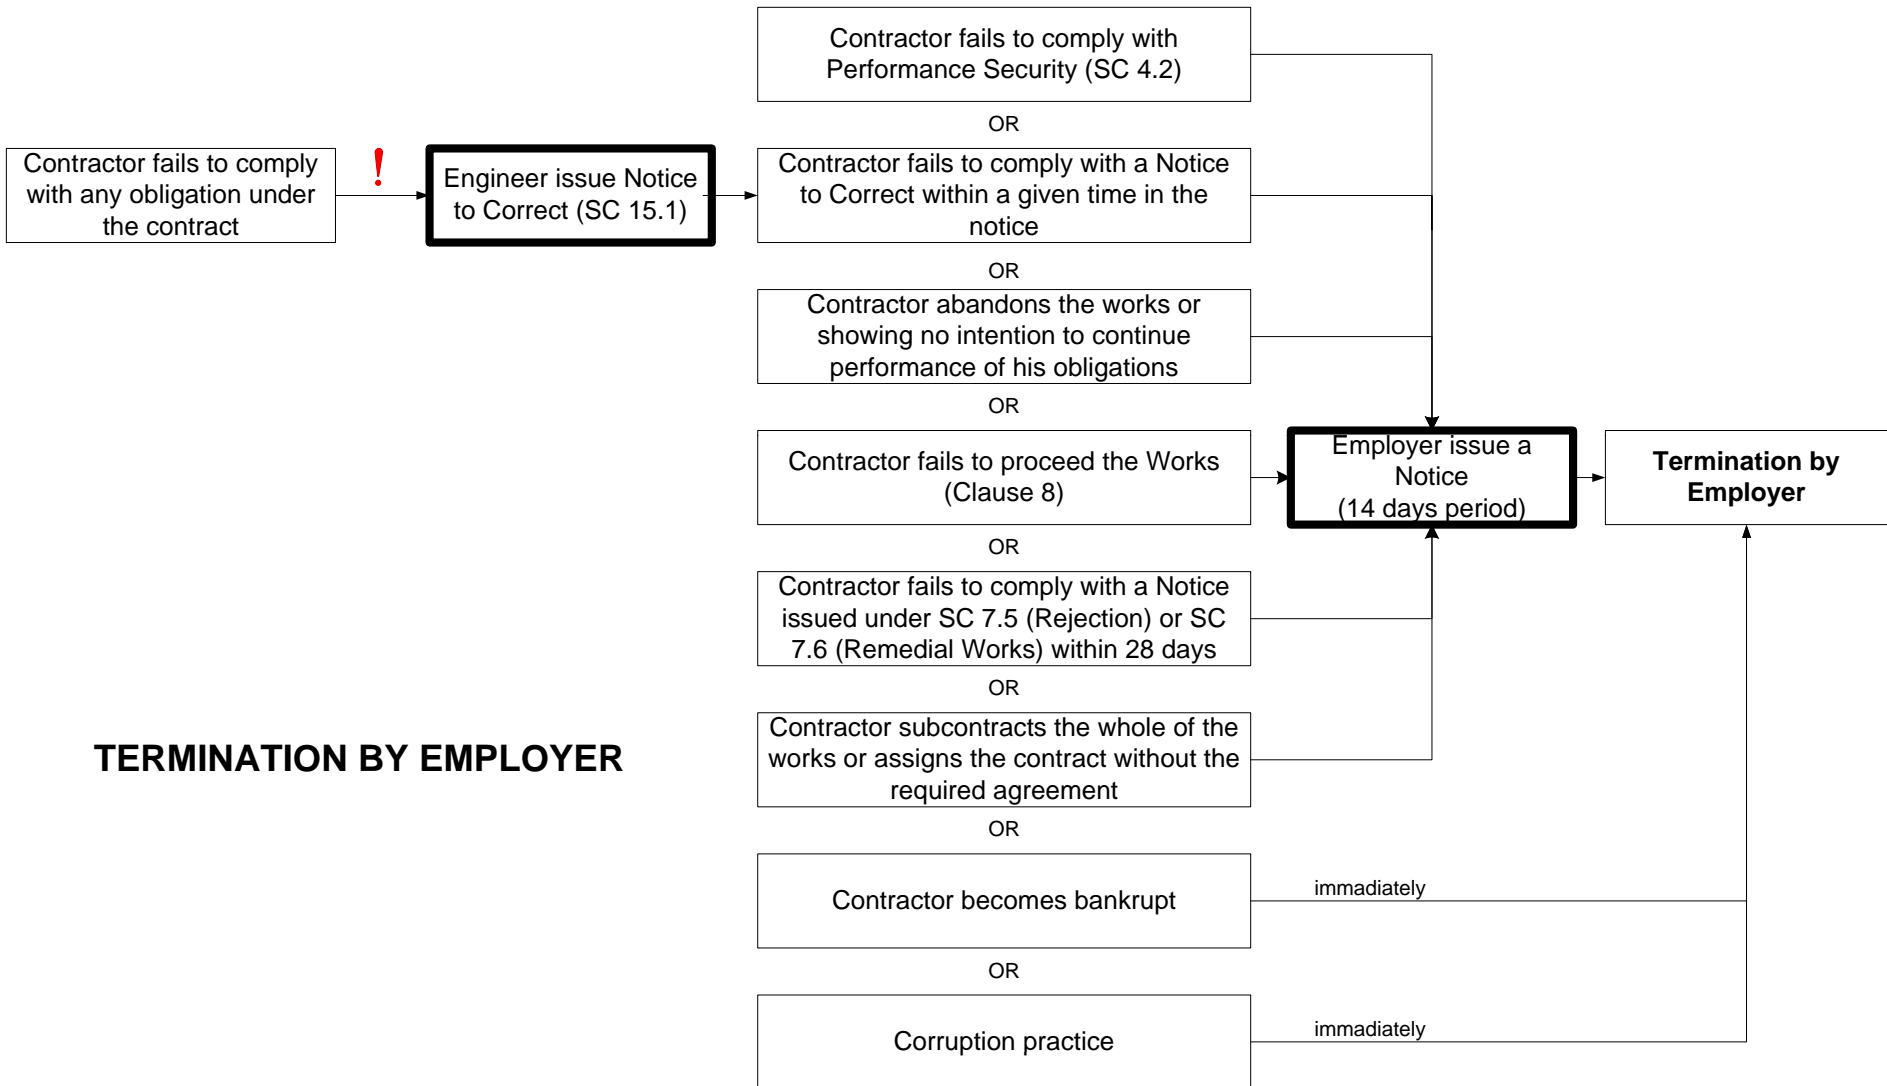 Contractor fails to comply with
Performance Security (SC 4.2)
OR
Contractor fails to comply
with any obligation under
the contract
!
Engineer issue Notice
to Correct (SC 15.1)
Contractor fails to comply with a Notice
to Correct within a given time in the
notice
OR
Contractor abandons the works or
showing no intention to continue
performance of his obligations
OR
Contractor fails to proceed the Works
(Clause 8)
Employer issue a
Notice
(14 days period)
Termination by
Employer
OR
Contractor fails to comply with a Notice
issued under SC 7.5 (Rejection) or SC
7.6 (Remedial Works) within 28 days
OR
Contractor subcontracts the whole of the
works or assigns the contract without the
required agreement
TERMINATION BY EMPLOYER
OR
Contractor becomes bankrupt
immadiately
OR
Corruption practice
immadiately